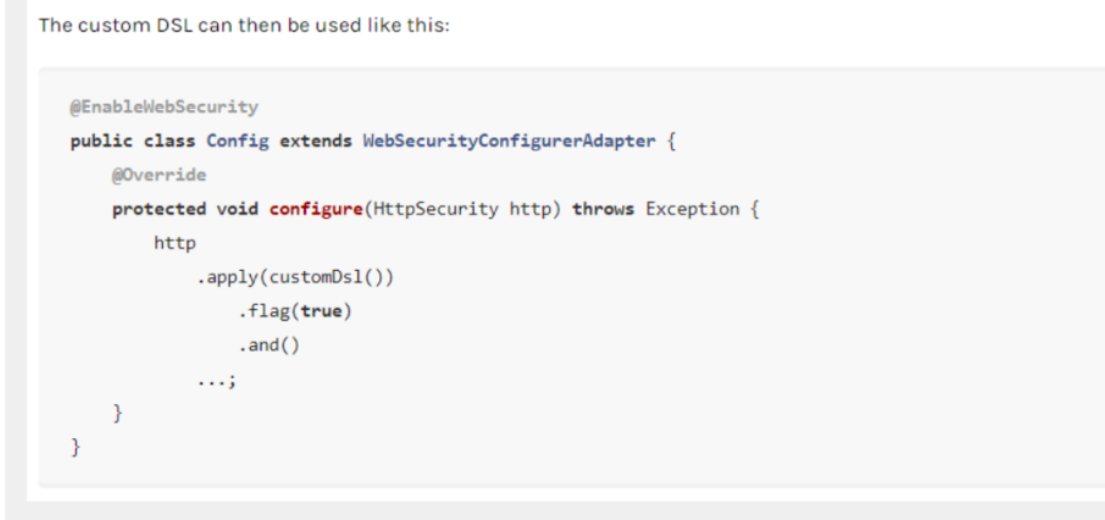 The custom DSL can then be used like this:
@EnableWebSecurity
public class Config extends WebSecurityConfigurerAdapter {
@Override
protected void configure(HttpSecurity http) throws Exception {
http
.apply(customDsl())
.flag(true)
.and()
...;
}
}